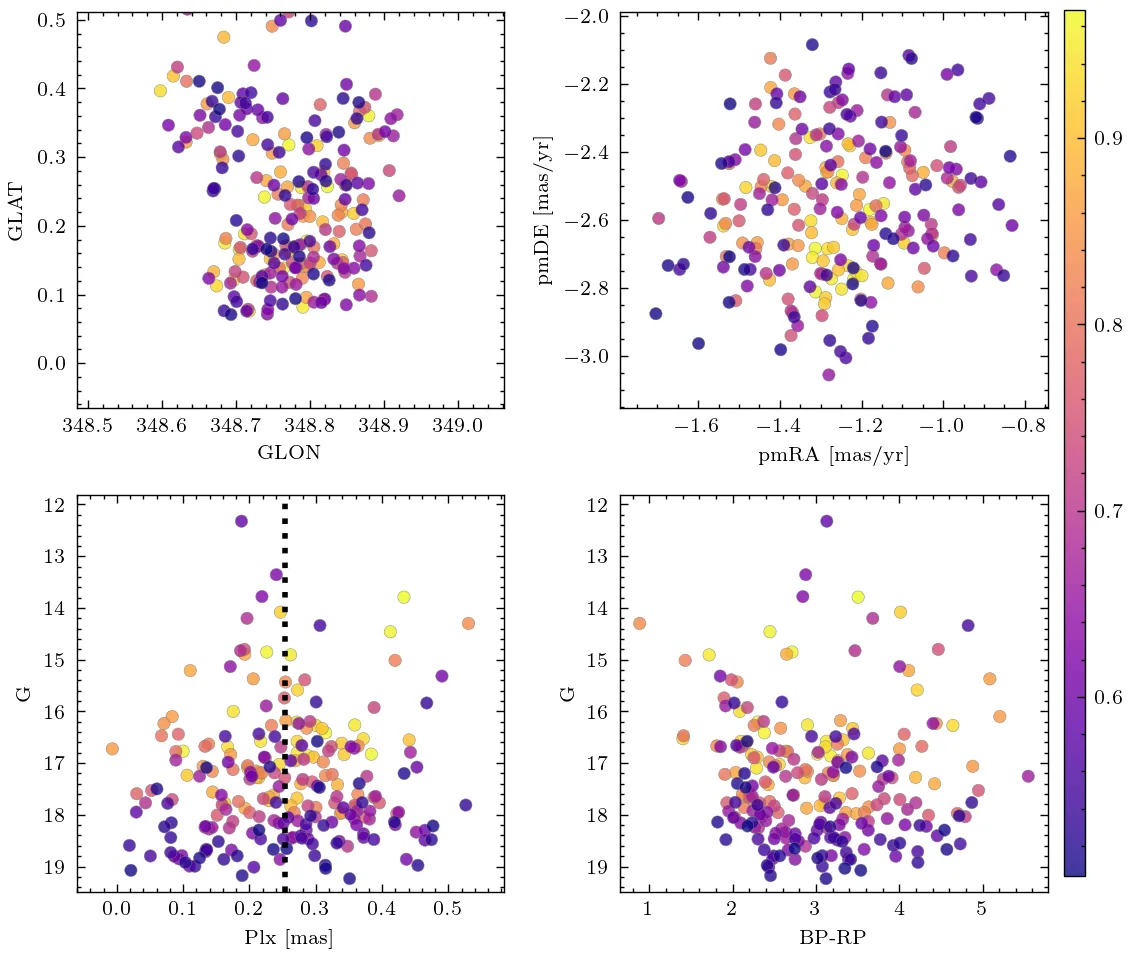 0.5
0.4
0.3
0.2
0.1
0.0
GLAT
348.5 348.6 348.7 348.8 348.9 349.0
GLON
−2.0
−2.2
−2.4
−2.6
−2.8
−3.0
pmDE [mas/yr]
−1.6 −1.4 −1.2 −1.0 −0.8
pmRA [mas/yr]
0.9
0.8
0.7
0.6
12
13
14
15
16
17
18
19
G
0.0 0.1 0.2 0.3 0.4 0.5
Plx [mas]
12
13
14
15
16
17
18
19
G
1 2 3 4 5
BP-RP